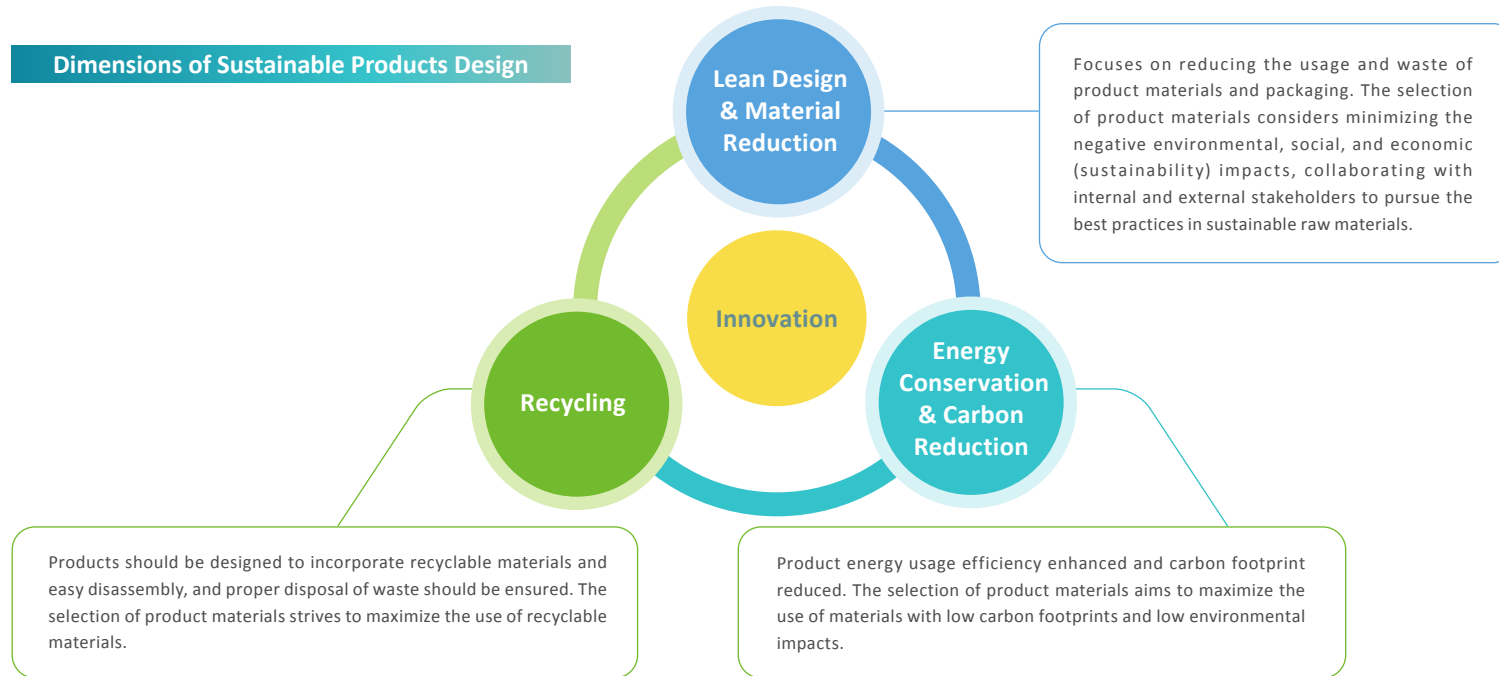 Dimensions of Sustainable Products Design
Lean Design
& Material
Reduction
Focuses on reducing the usage and waste of
product materials and packaging. The selection
of product materials considers minimizing the
negative environmental, social, and economic
(sustainability) impacts, collaborating with
internal and external stakeholders to pursue the
best practices in sustainable raw materials.
Innovation
Recycling
Energy
Conservation
& Carbon
Reduction
Products should be designed to incorporate recyclable materials and
easy disassembly, and proper disposal of waste should be ensured. The
selection of product materials strives to maximize the use of recyclable
materials.
Product energy usage efficiency enhanced and carbon footprint
reduced. The selection of product materials aims to maximize the
use of materials with low carbon footprints and low environmental
impacts.